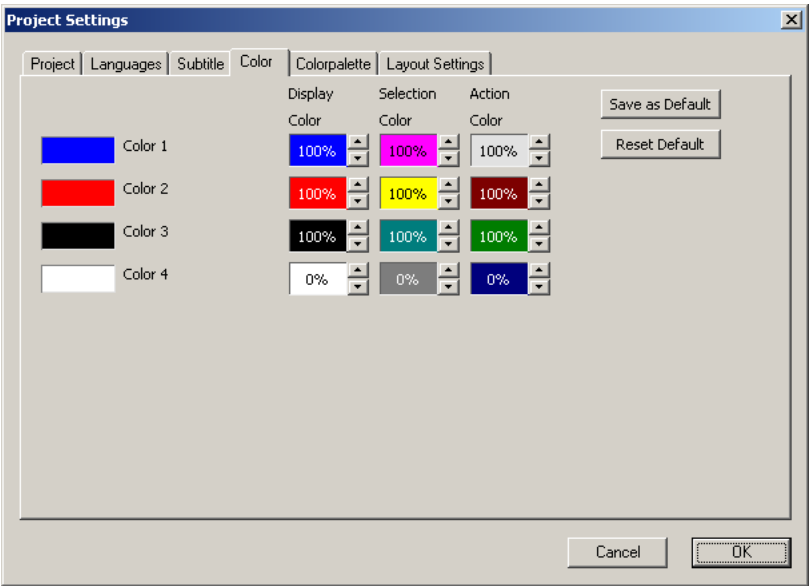 Project Settings
Project Languages Subtitle Color Colorpalette Layout Settings
Display Selection Action
Color Color Color
Save as Default
Color 1 100% 100% 100%
Reset Default
Color 2 100% 100% 100%
Color 3 100% 100% 100%
Color 4 0% 0% 0%
Cancel OK